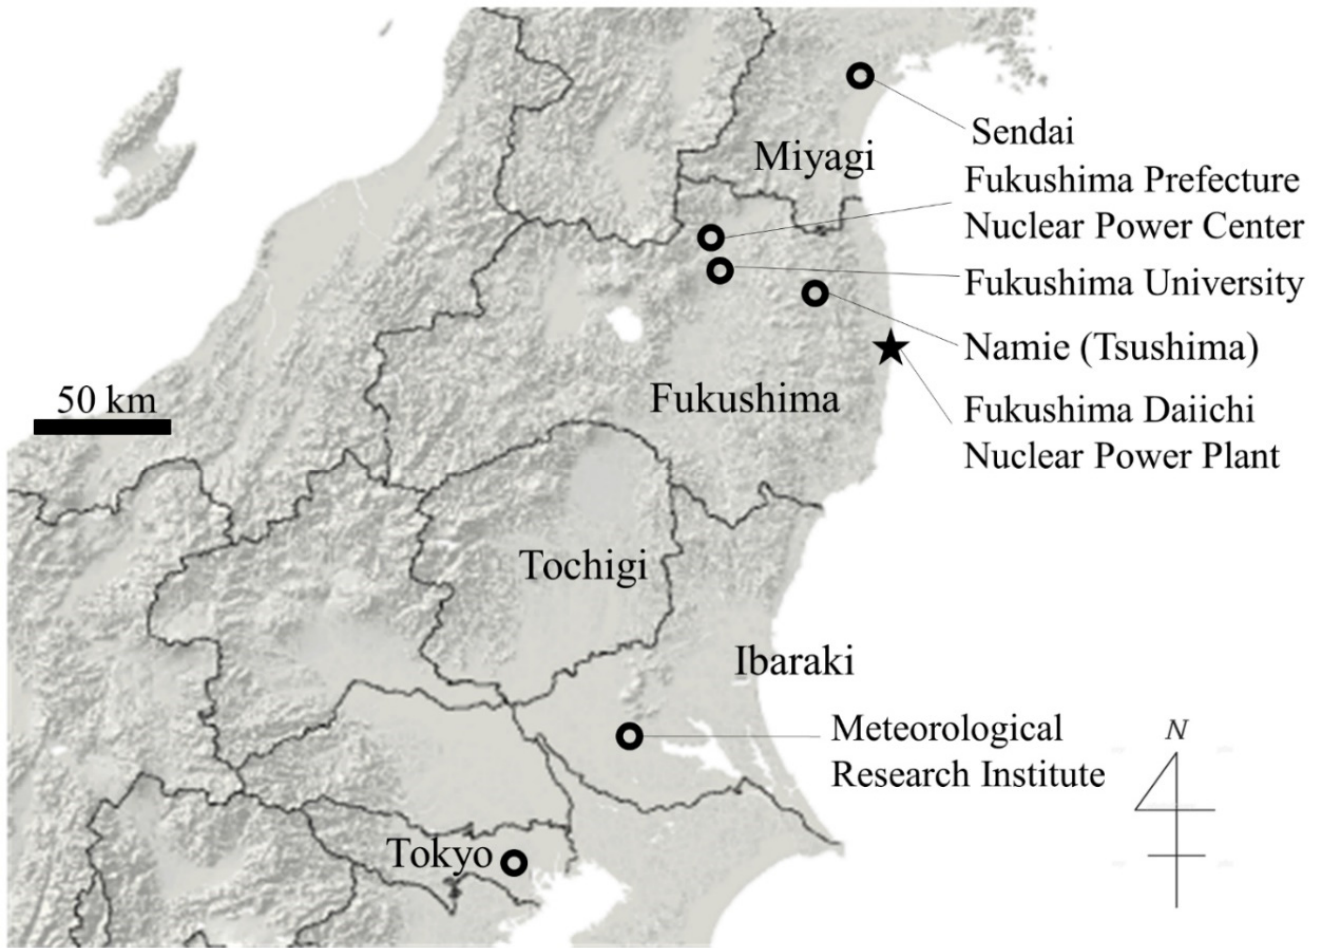 Sendai
Miyagi
Fukushima Prefecture
Nuclear Power Center
Fukushima University
Namie (Tsushima)
50 km
Fukushima
Fukushima Daiichi
Nuclear Power Plant
Tochigi
Ibaraki
Meteorological
Research Institute
N
Tokyo